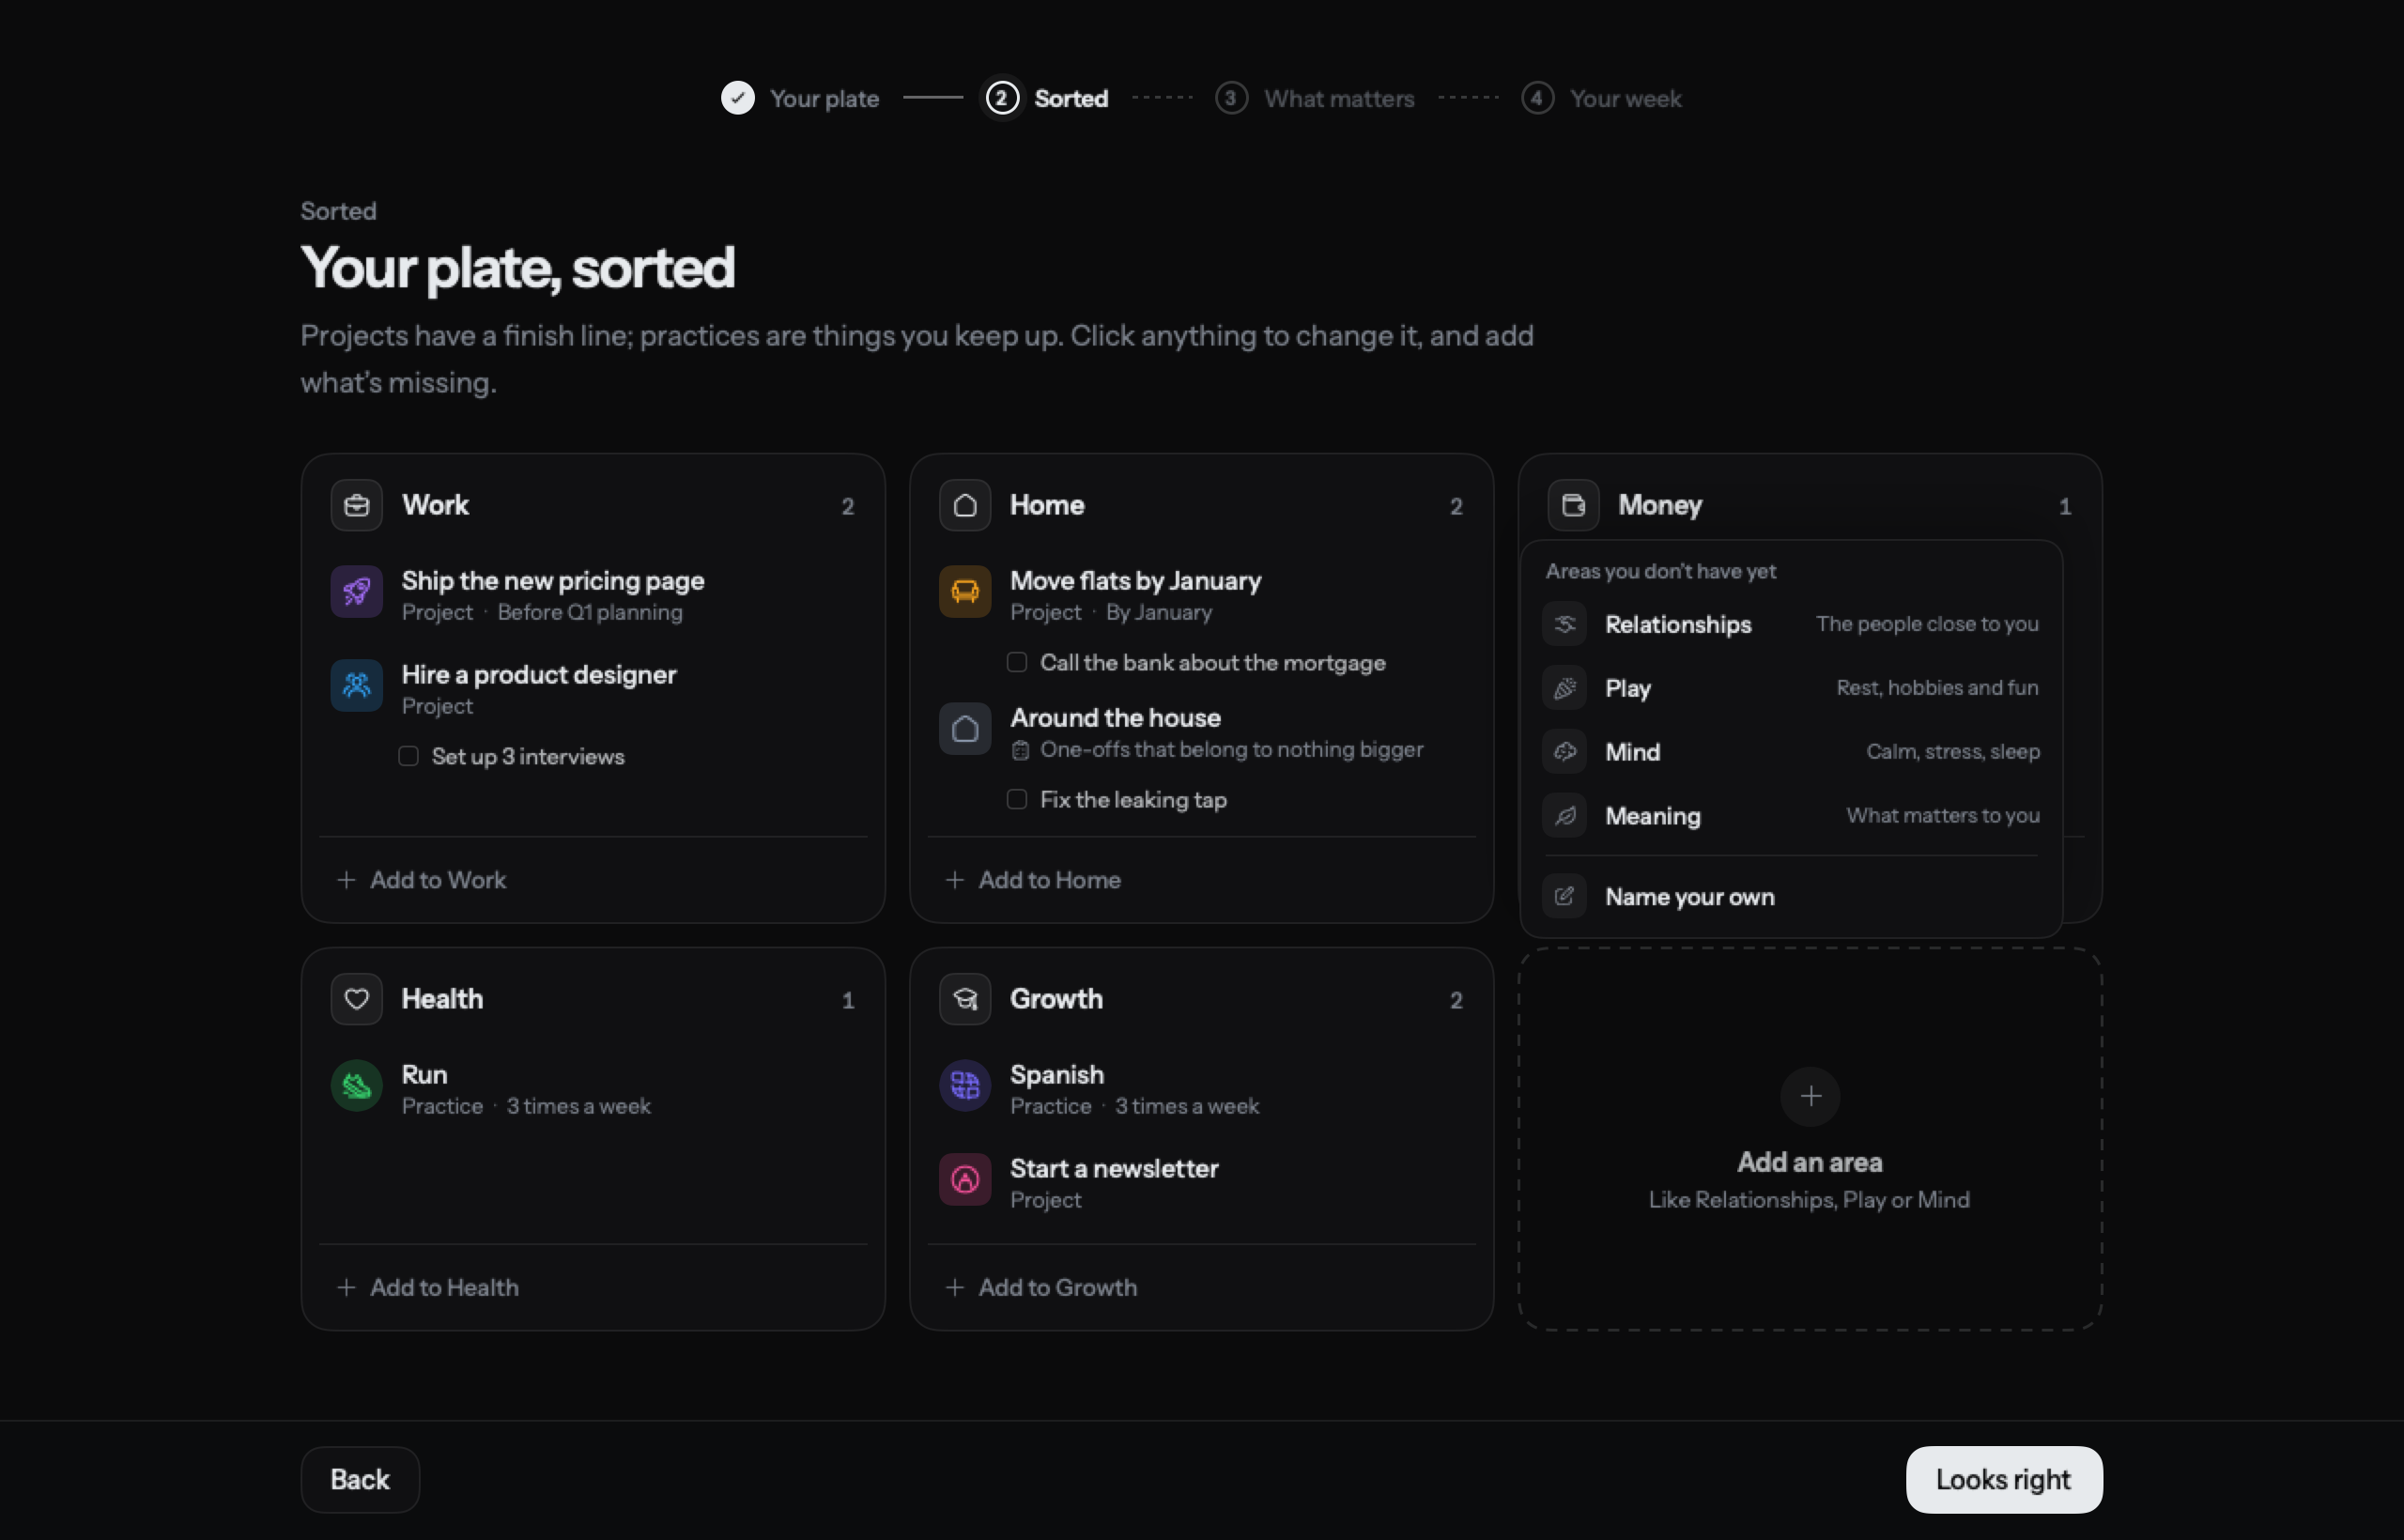 Your plate
2 Sorted
3 What matters
4 Your week
Sorted
Your plate, sorted
Projects have a finish line; practices are things you keep up. Click anything to change it, and add
what's missing.
Work 2
Ship the new pricing page
Project · Before Q1 planning
Hire a product designer
Project
Set up 3 interviews
+ Add to Work
Home 2
Move flats by January
Project · By January
Call the bank about the mortgage
Around the house
One-offs that belong to nothing bigger
Fix the leaking tap
+ Add to Home
Money 1
Areas you don't have yet
Relationships The people close to you
Play Rest, hobbies and fun
Mind Calm, stress, sleep
Meaning What matters to you
Name your own
Health 1
Run
Practice · 3 times a week
+ Add to Health
Growth 2
Spanish
Practice · 3 times a week
Start a newsletter
Project
+ Add to Growth
Add an area
Like Relationships, Play or Mind
Back
Looks right